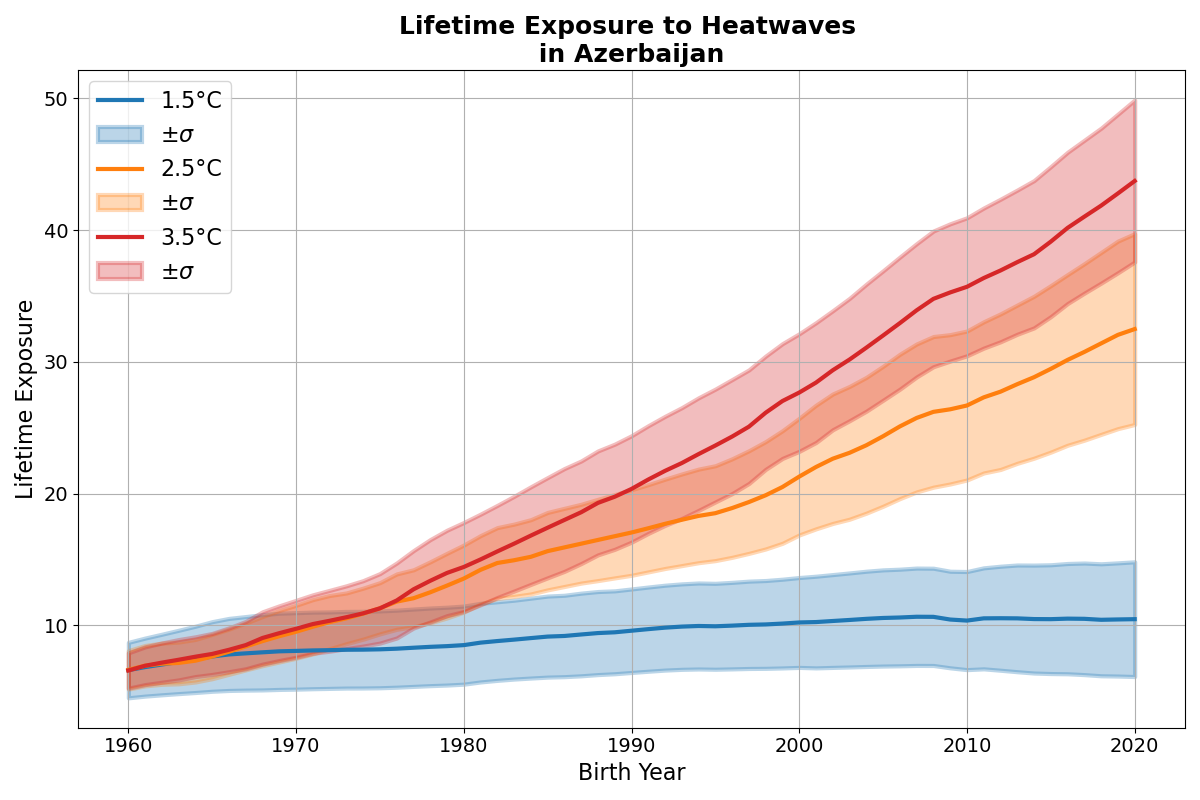 Lifetime Exposure to Heatwaves
in Azerbaijan
1.5°C
±σ
2.5°C
±σ
3.5°C
±σ
50
40
30
20
10
Lifetime Exposure
1960 1970 1980 1990 2000 2010 2020
Birth Year